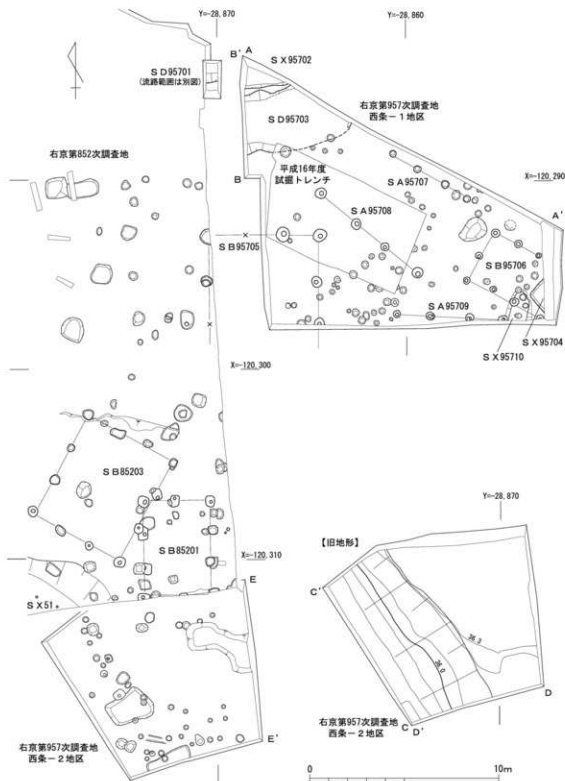 Y=-28,870
Y=-28,860
B'
A
SX95702
SD95701
(流路範囲は別図)
右京第957次調査地
西条－1地区
SD95703
右京第852次調査地
平成16年度
試掘トレンチ
SA95707
X=-120,290
B
SA95708
A'
SB95705
SB95706
SA95709
SX95704
SX95710
X=-120,300
SB85203
SB85201
X=-120,310
E
Y=-28,870
【旧地形】
C'
SX51
36.3
36.0
D
E'
右京第957次調査地
西条－2地区
右京第957次調査地
西条－2地区
C
D'
0
10m